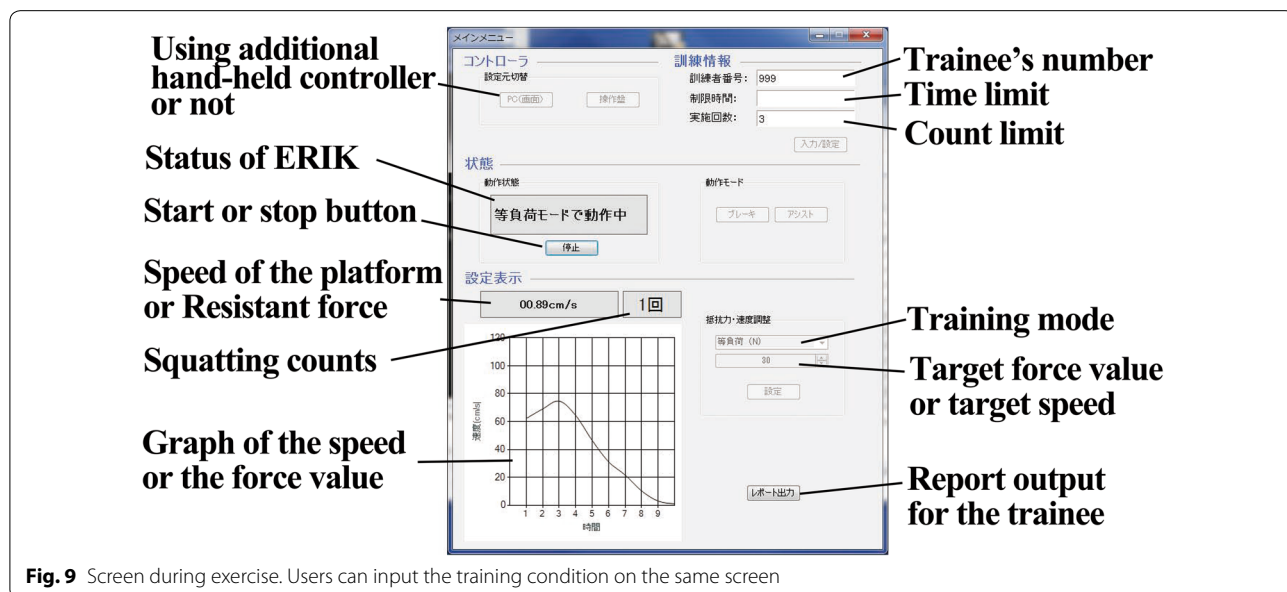 Using additional
hand-held controller
or not
Status of ERIK
Start or stop button
Speed of the platform
or Resistant force
Squatting counts
Graph of the speed
or the force value
メインメニュー
コントローラ
設定元切替
PC(画面)
操作盤
訓練情報
訓練者番号: 999
制限時間:
実施回数: 3
入力/設定
状態
動作状態
等負荷モードで動作中
停止
動作モード
ブレーキ
アシスト
設定表示
00.89cm/s
1回
120
100
80
60
40
20
0
速度(cm/s)
1 2 3 4 5 6 7 8 9
時間
抵抗力・速度調整
等負荷 (N)
80
設定
レポート出力
Trainee's number
Time limit
Count limit
Training mode
Target force value
or target speed
Report output
for the trainee
Fig. 9 Screen during exercise. Users can input the training condition on the same screen